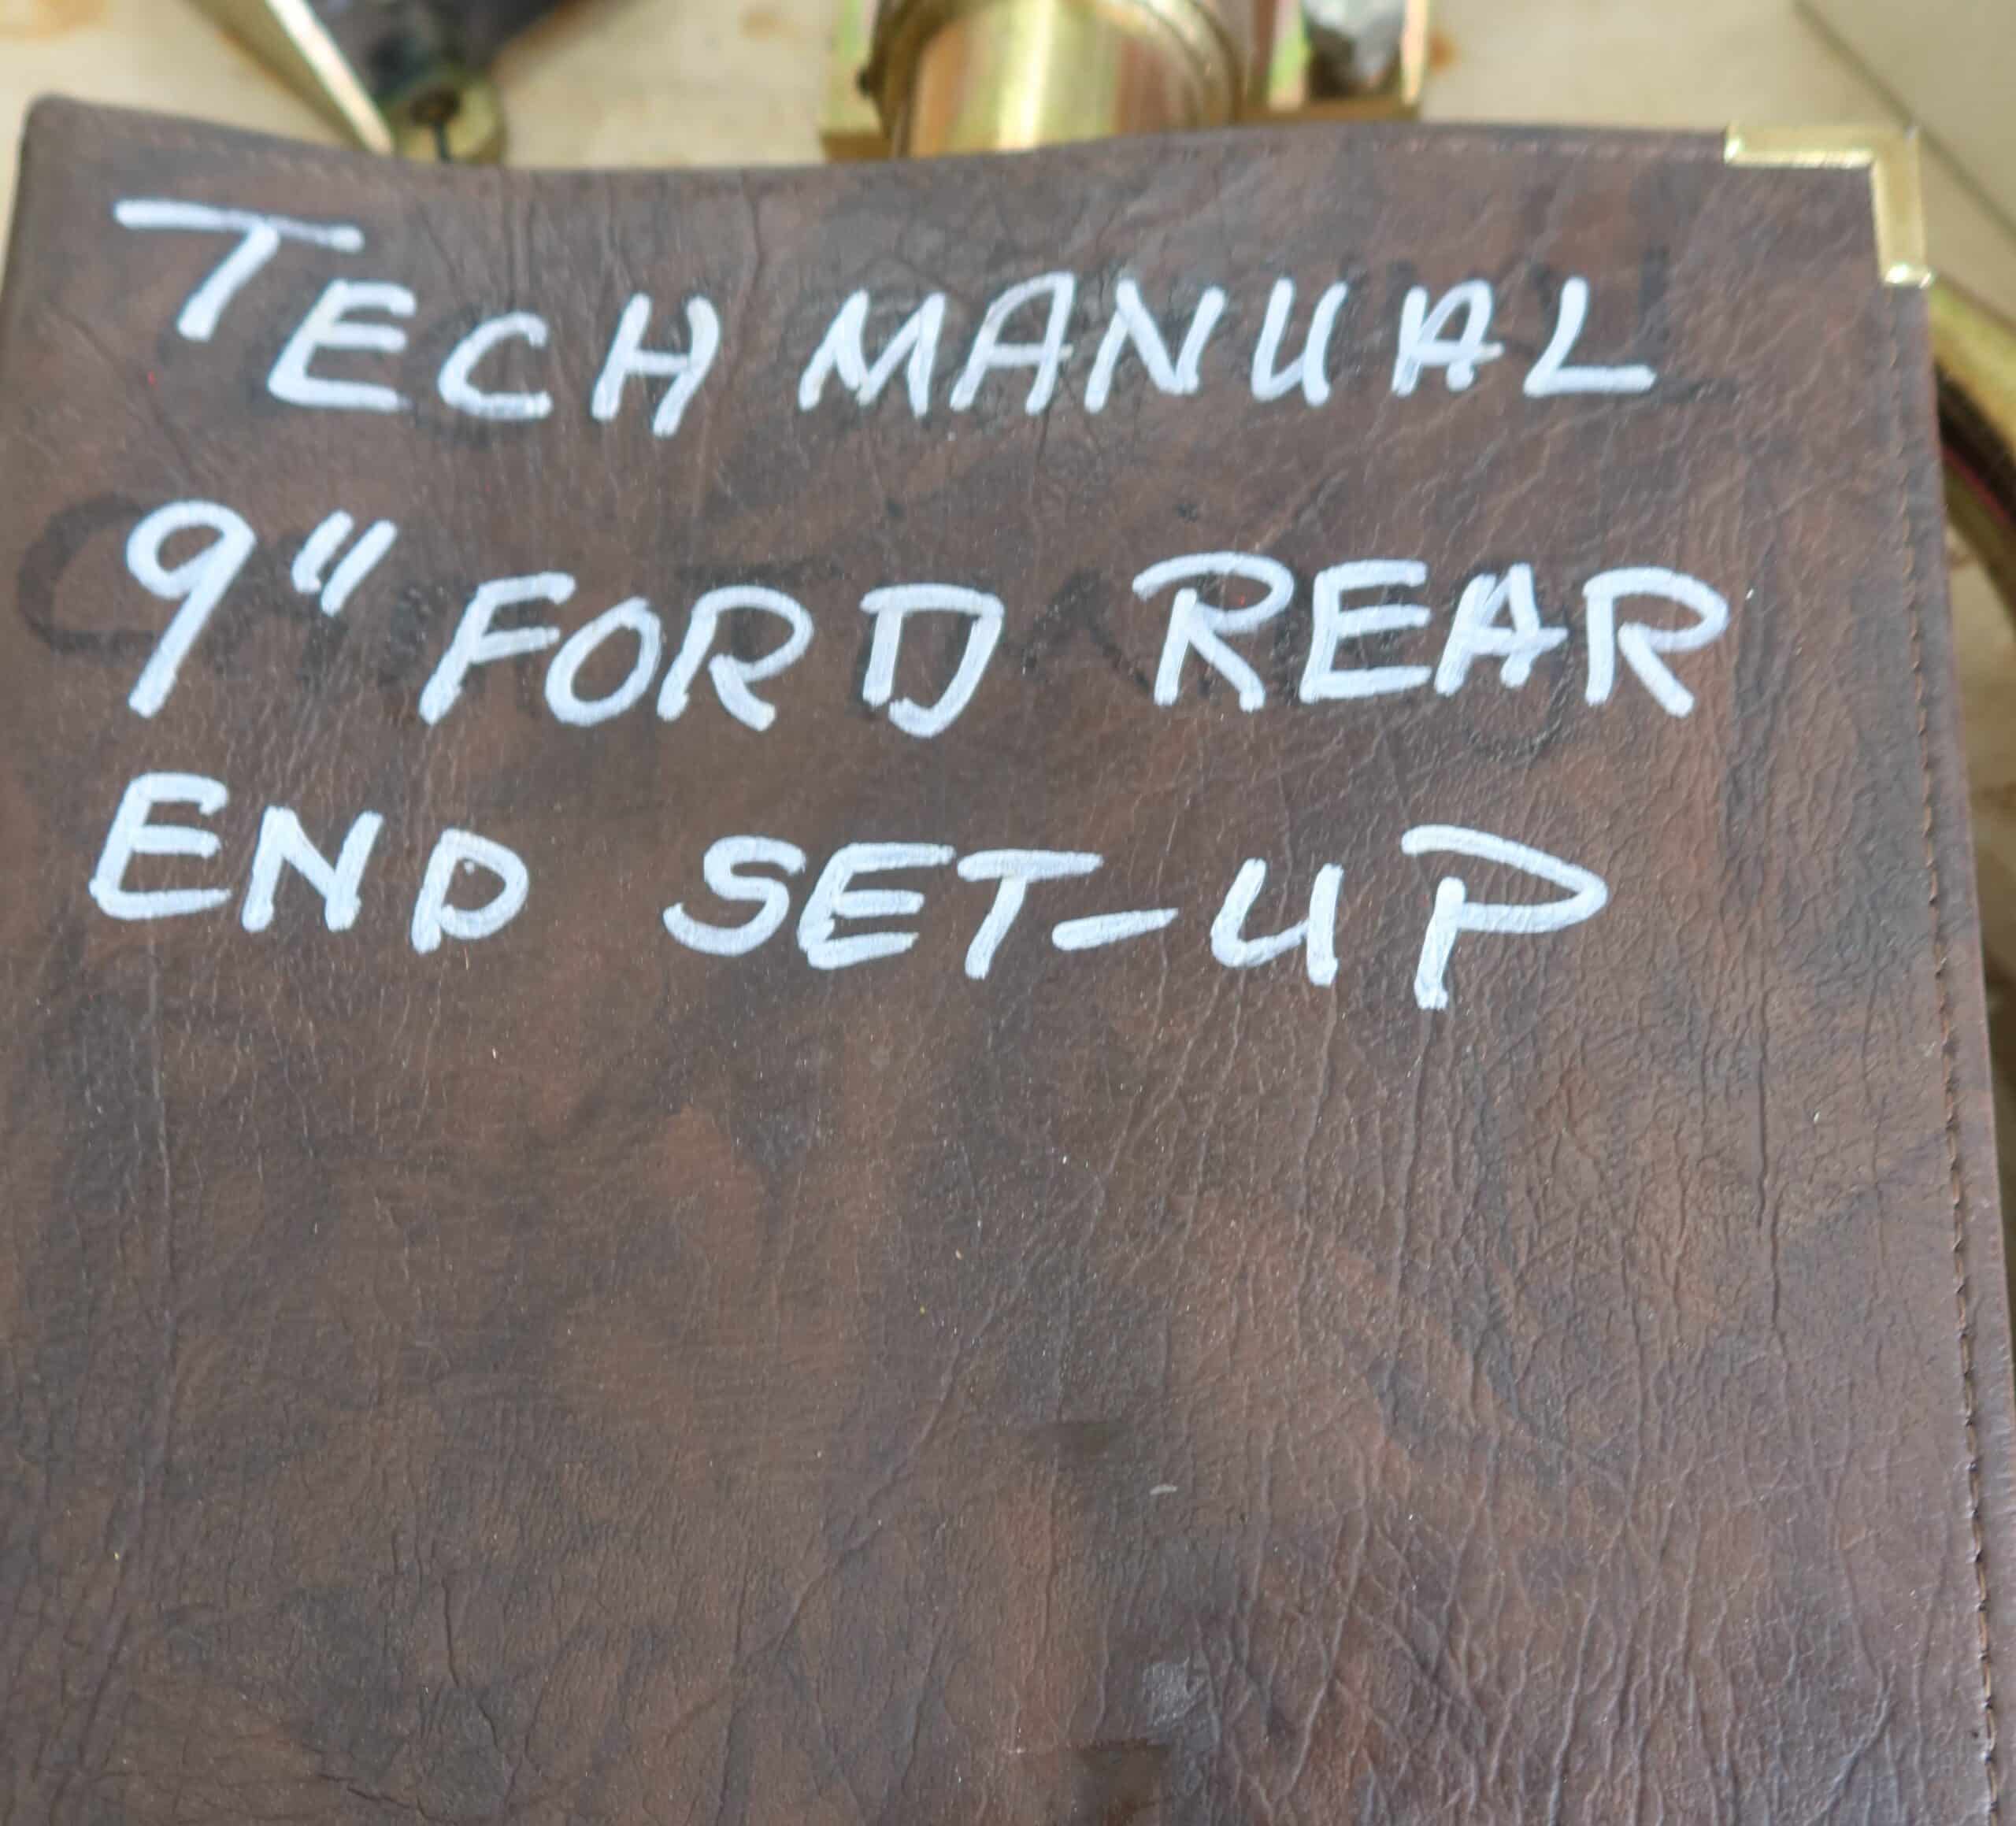 TECH MANUAL
9" FORD REAR
END SET-UP